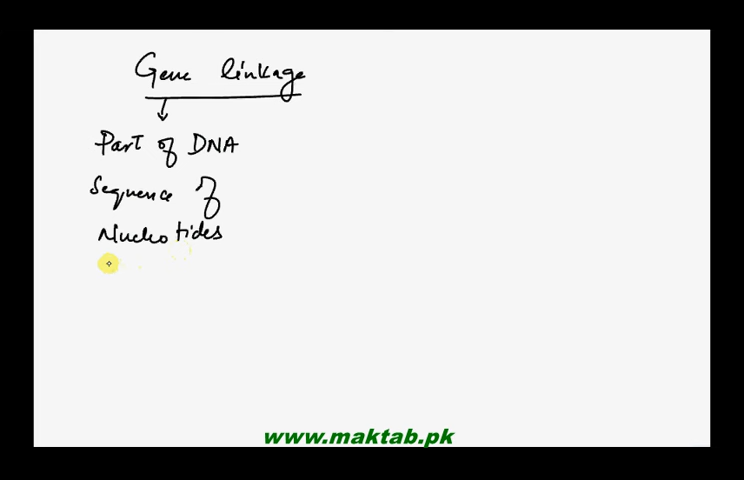 Gene linkage
Part of DNA
Sequence of
Nucleotides
www.maktab.pk